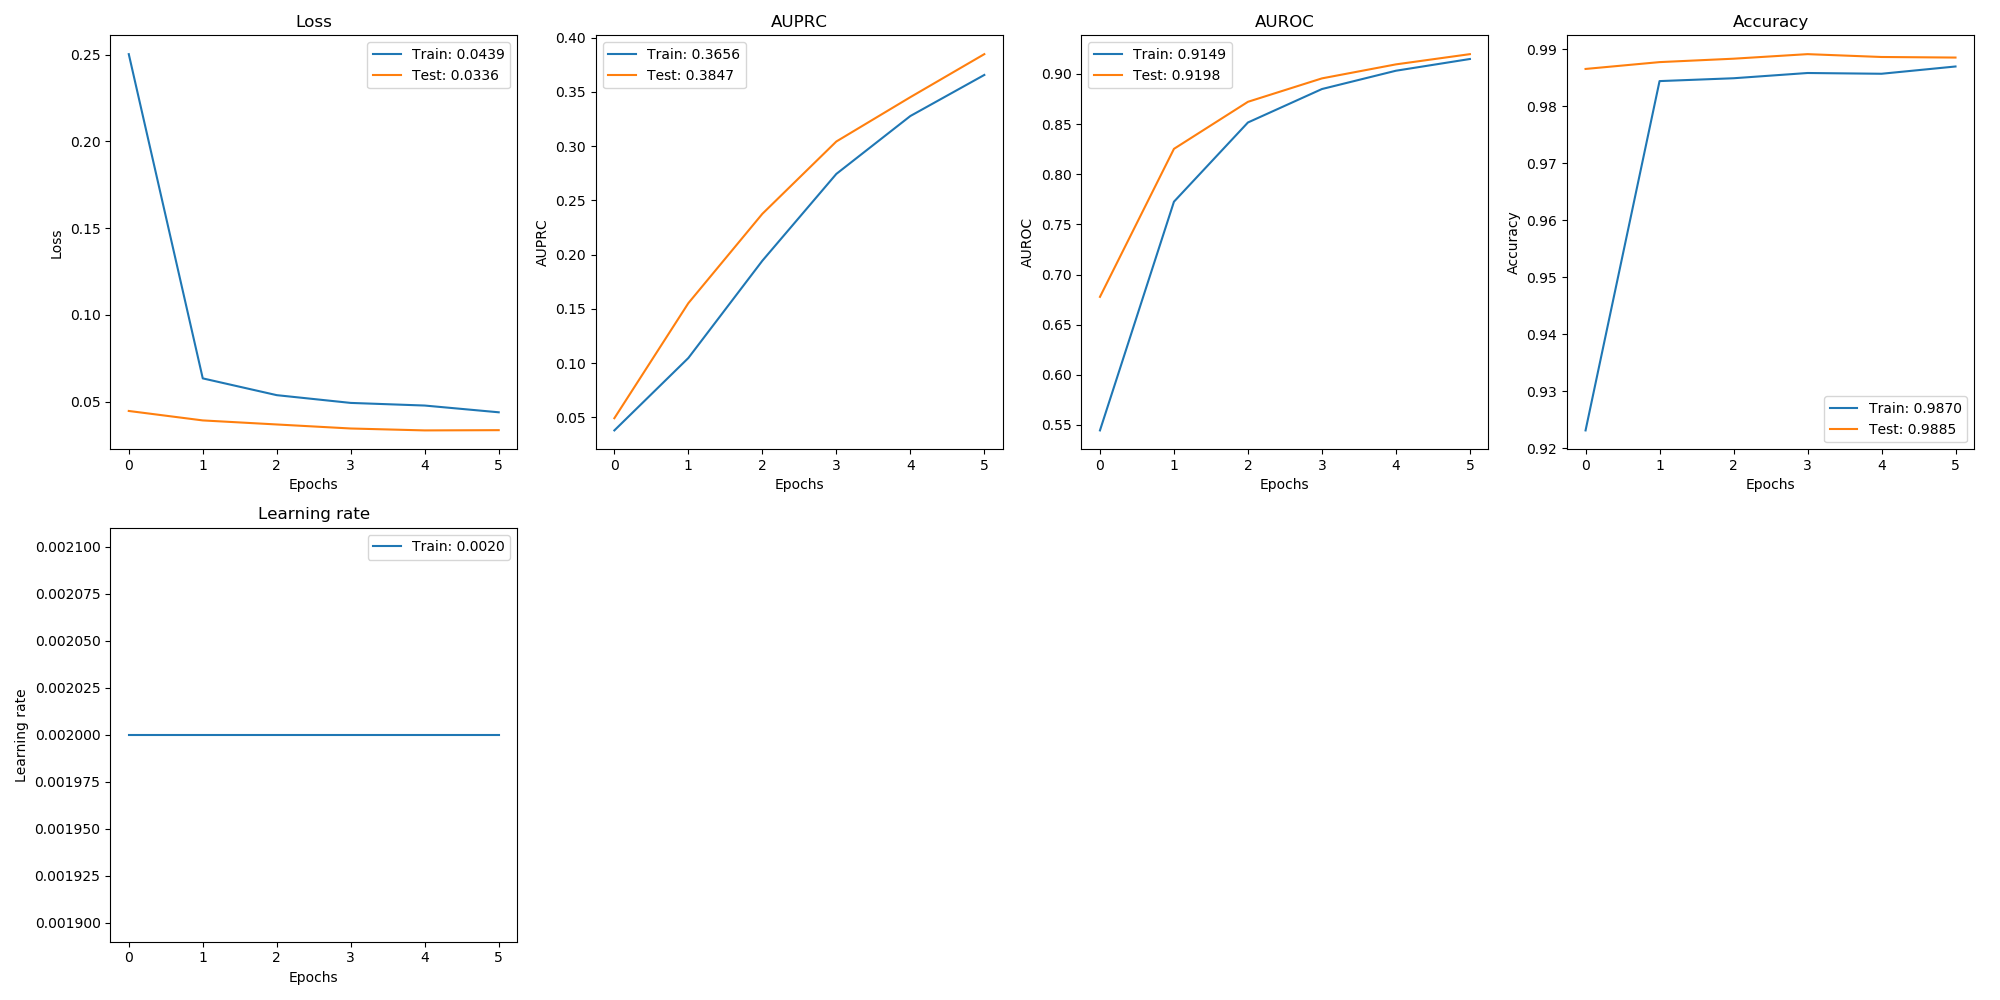 Loss
Train: 0.0439
Test: 0.0336
0.25
0.20
0.15
0.10
0.05
Loss
0 1 2 3 4 5
Epochs
AUPRC
Train: 0.3656
Test: 0.3847
0.40
0.35
0.30
0.25
0.20
0.15
0.10
0.05
AUPRC
0 1 2 3 4 5
Epochs
AUROC
Train: 0.9149
Test: 0.9198
0.90
0.85
0.80
0.75
0.70
0.65
0.60
0.55
AUROC
0 1 2 3 4 5
Epochs
Accuracy
0.99
0.98
0.97
0.96
0.95
0.94
0.93
0.92
Accuracy
Train: 0.9870
Test: 0.9885
0 1 2 3 4 5
Epochs
Learning rate
Train: 0.0020
0.002100
0.002075
0.002050
0.002025
0.002000
0.001975
0.001950
0.001925
0.001900
Learning rate
0 1 2 3 4 5
Epochs